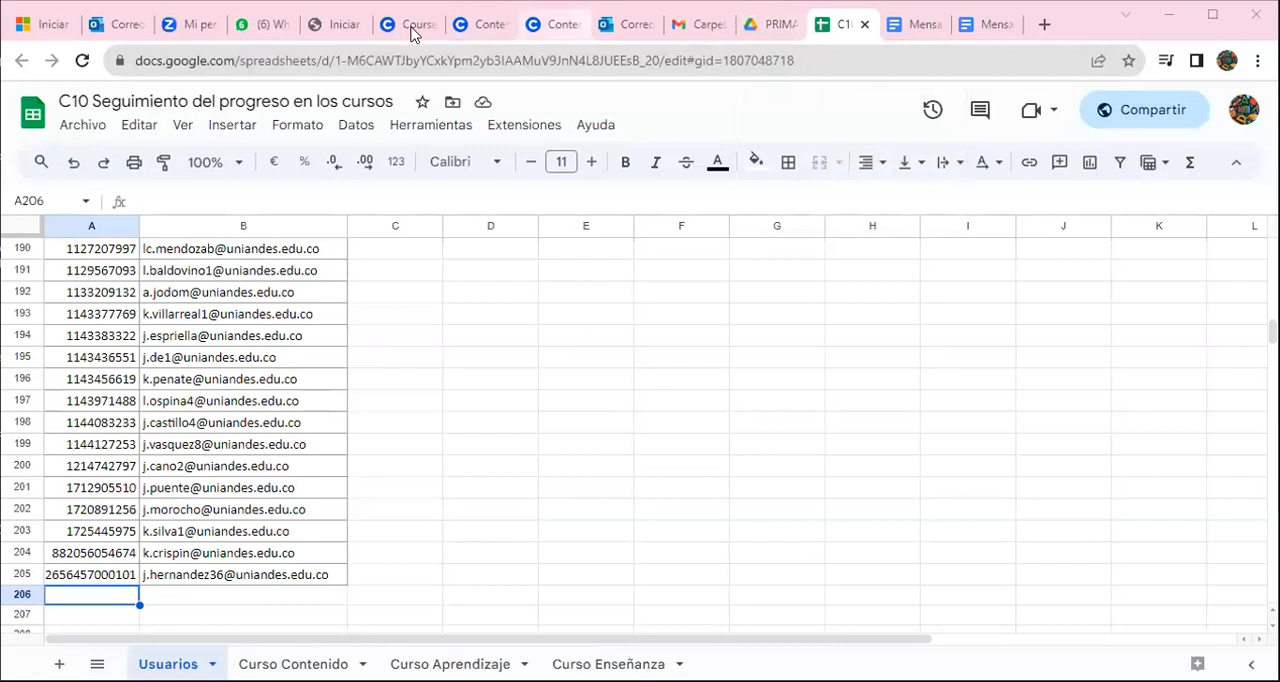 Iniciar Correo Mi per (6) Wh Iniciar Course Conte Conte Correo Carpet PRIMA C10 Mensa Mensa
docs.google.com/spreadsheets/d/1-M6CAWTJbyYCxkYpm2yb3IAAMuV9JnN4L8JUEEsB_20/edit#gid=1807048718
C10 Seguimiento del progreso en los cursos
Archivo Editar Ver Insertar Formato Datos Herramientas Extensiones Ayuda
Compartir
100% € % .0 .00 123 Calibri 11 B I S A
A206 fx
A B C D E F G H I J K L
190 1127207997 lc.mendozab@uniandes.edu.co
191 1129567093 l.baldovino1@uniandes.edu.co
192 1133209132 a.jodom@uniandes.edu.co
193 1143377769 k.villarreal1@uniandes.edu.co
194 1143383322 j.espriella@uniandes.edu.co
195 1143436551 j.de1@uniandes.edu.co
196 1143456619 k.penate@uniandes.edu.co
197 1143971488 l.ospina4@uniandes.edu.co
198 1144083233 j.castillo4@uniandes.edu.co
199 1144127253 j.vasquez8@uniandes.edu.co
200 1214742797 j.cano2@uniandes.edu.co
201 1712905510 j.puente@uniandes.edu.co
202 1720891256 j.morocho@uniandes.edu.co
203 1725445975 k.silva1@uniandes.edu.co
204 882056054674 k.crispin@uniandes.edu.co
205 2656457000101 j.hernandez36@uniandes.edu.co
206
207
Usuarios Curso Contenido Curso Aprendizaje Curso Enseñanza